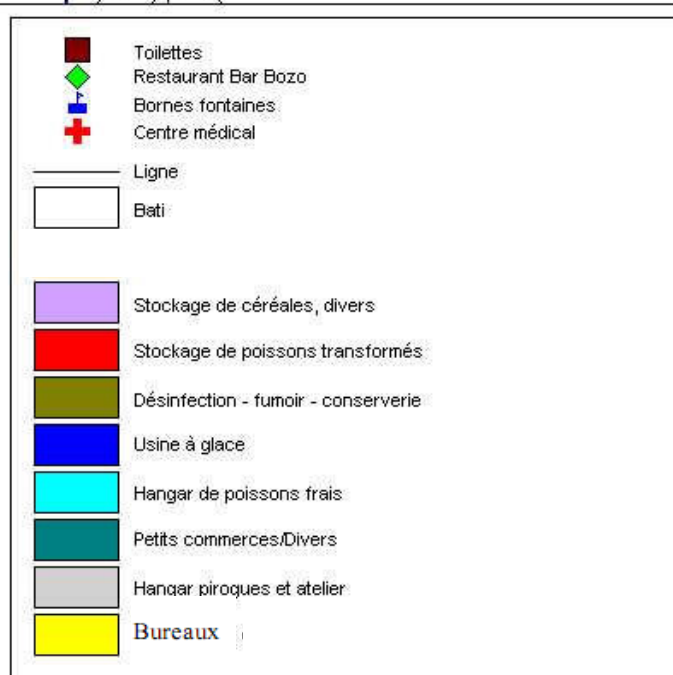 Toilettes
Restaurant Bar Bozo
Bornes fontaines
Centre médical
Ligne
Bati
Stockage de céréales, divers
Stockage de poissons transformés
Désinfection - fumoir - conserverie
Usine à glace
Hangar de poissons frais
Petits commerces/Divers
Hangar pirogues et atelier
Bureaux